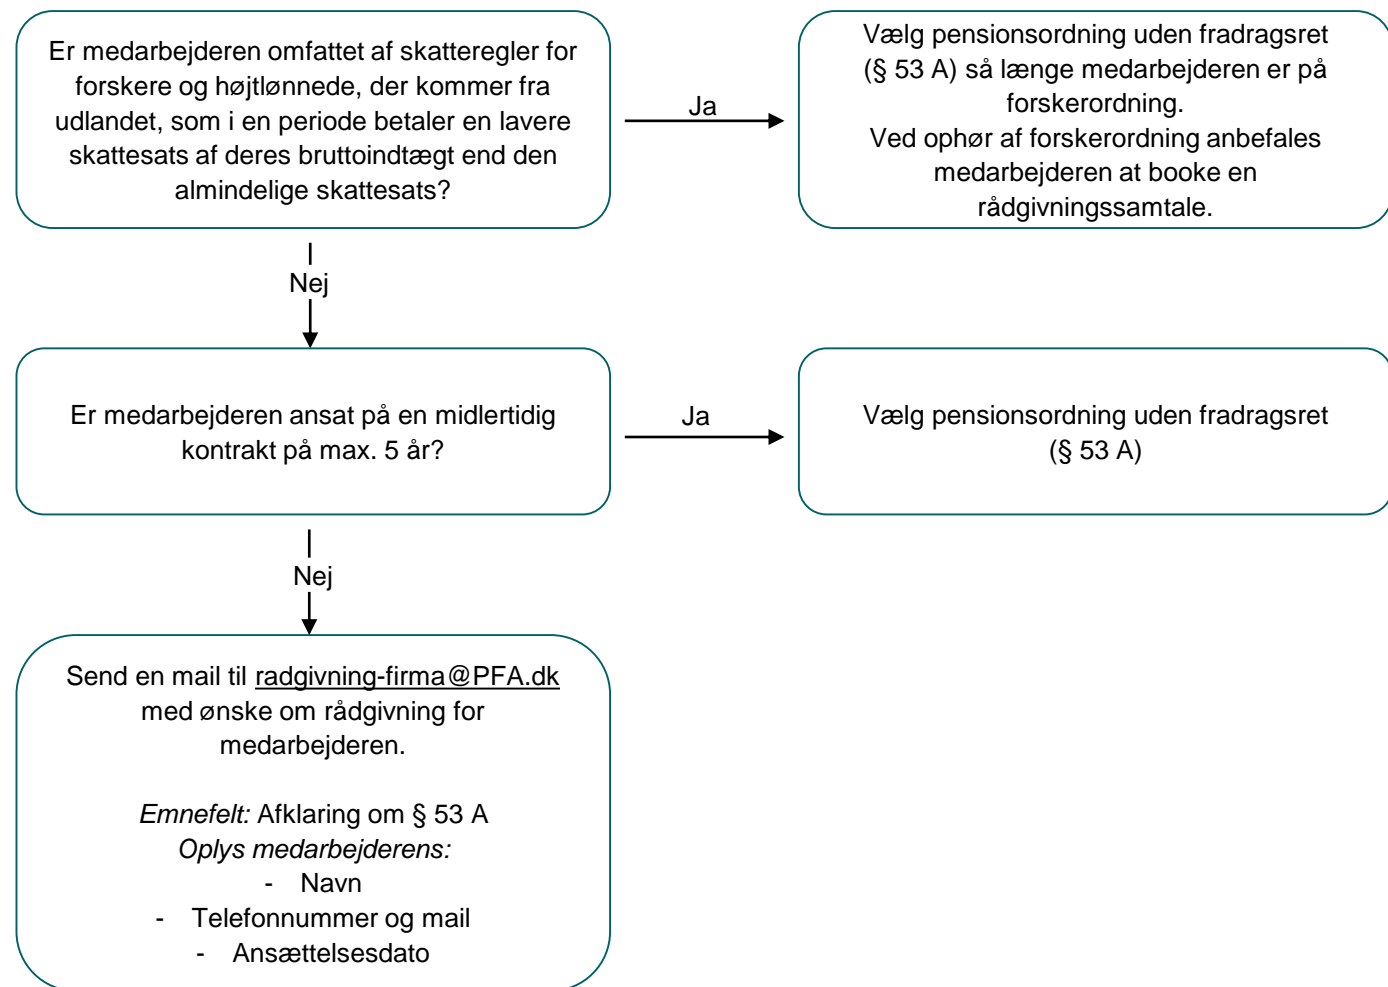 Er medarbejderen omfattet af skatteregler for
forskere og højtlønnede, der kommer fra
udlandet, som i en periode betaler en lavere
skattesats af deres bruttoindtægt end den
almindelige skattesats?
Ja
Vælg pensionsordning uden fradragsret
(§ 53 A) så længe medarbejderen er på
forskerordning.
Ved ophør af forskerordning anbefales
medarbejderen at booke en
rådgivningssamtale.
Nej
Er medarbejderen ansat på en midlertidig
kontrakt på max. 5 år?
Ja
Vælg pensionsordning uden fradragsret
(§ 53 A)
Nej
Send en mail til radgivning-firma@PFA.dk
med ønske om rådgivning for
medarbejderen.
Emnefelt: Afklaring om § 53 A
Oplys medarbejderens:
- Navn
- Telefonnummer og mail
- Ansættelsesdato